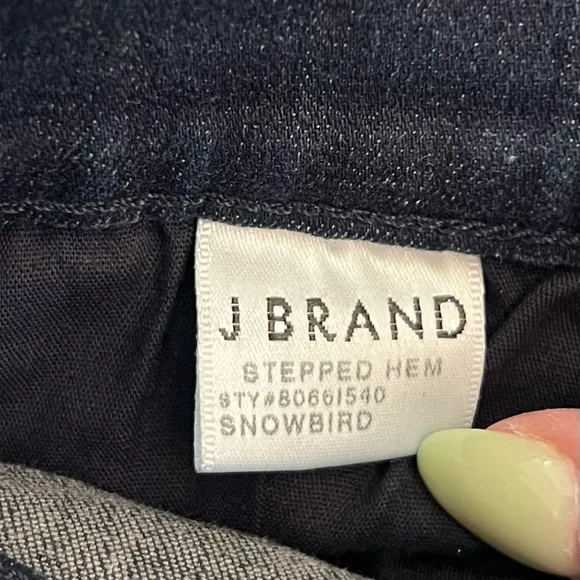 J BRAND
STEPPED HEM
STY#80661540
SNOWBIRD